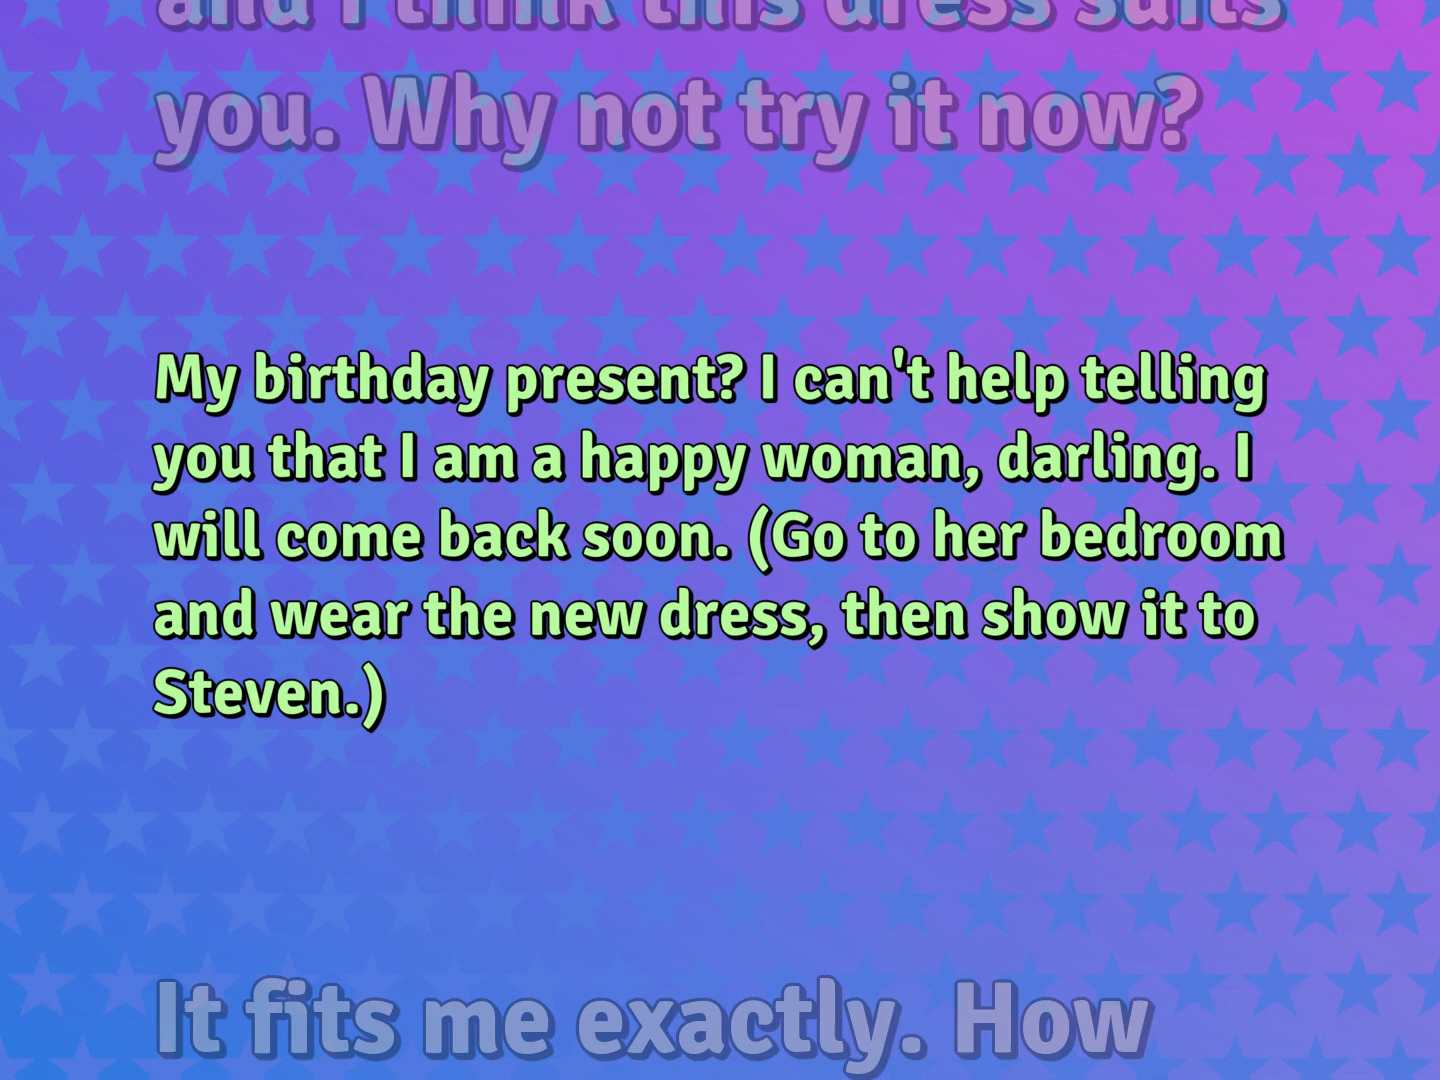 and I think this dress suits
you. Why not try it now?
My birthday present? I can't help telling
you that I am a happy woman, darling. I
will come back soon. (Go to her bedroom
and wear the new dress, then show it to
Steven.)
It fits me exactly. How